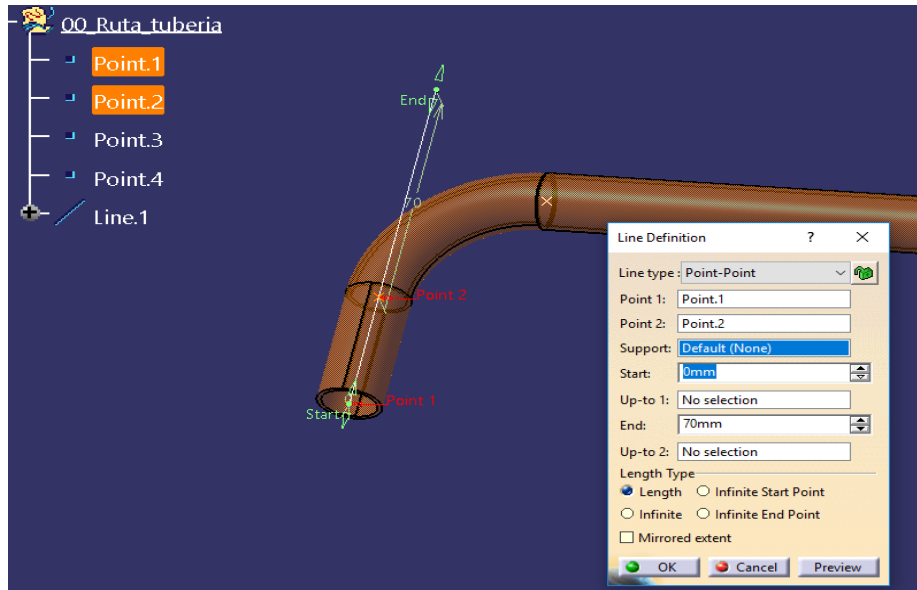 00_Ruta_tuberia
Point.1
Point.2
Point.3
Point.4
Line.1
End
70
Point 2
Point 1
Start
0
Line Definition ? ×
Line type : Point-Point
Point 1: Point.1
Point 2: Point.2
Support: Default (None)
Start: 0mm
Up-to 1: No selection
End: 70mm
Up-to 2: No selection
Length Type
Length Infinite Start Point
Infinite Infinite End Point
Mirrored extent
OK Cancel Preview